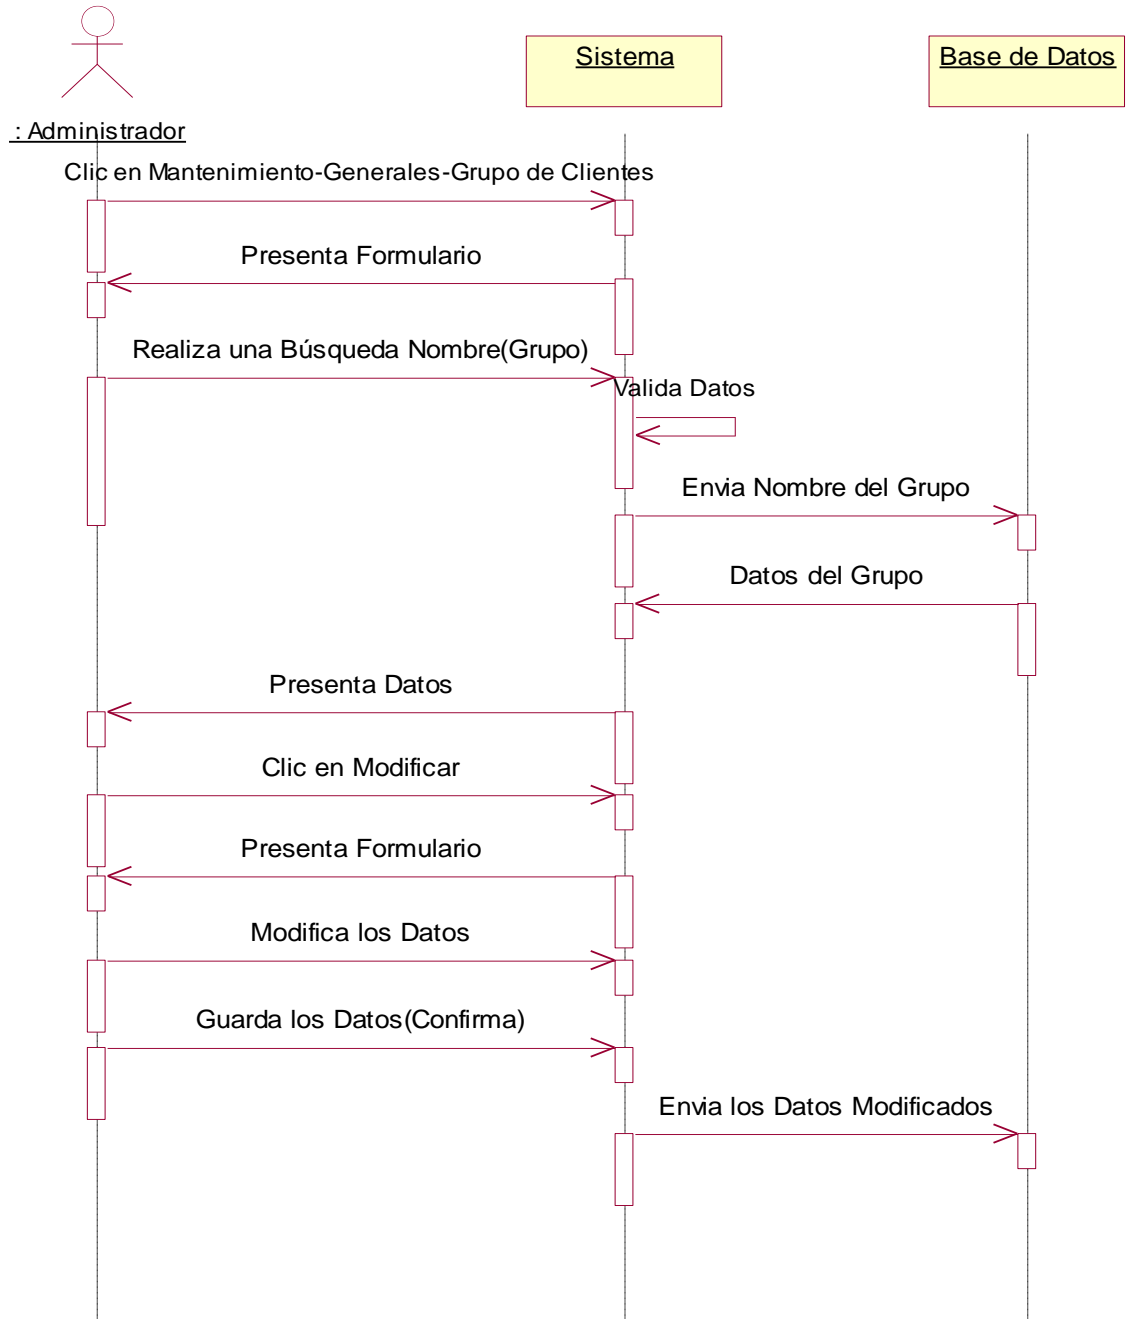 Sistema
Base de Datos
: Administrador
Clic en Mantenimiento-Generales-Grupo de Clientes
Presenta Formulario
Realiza una Búsqueda Nombre(Grupo)
Valida Datos
Envia Nombre del Grupo
Datos del Grupo
Presenta Datos
Clic en Modificar
Presenta Formulario
Modifica los Datos
Guarda los Datos(Confirma)
Envia los Datos Modificados